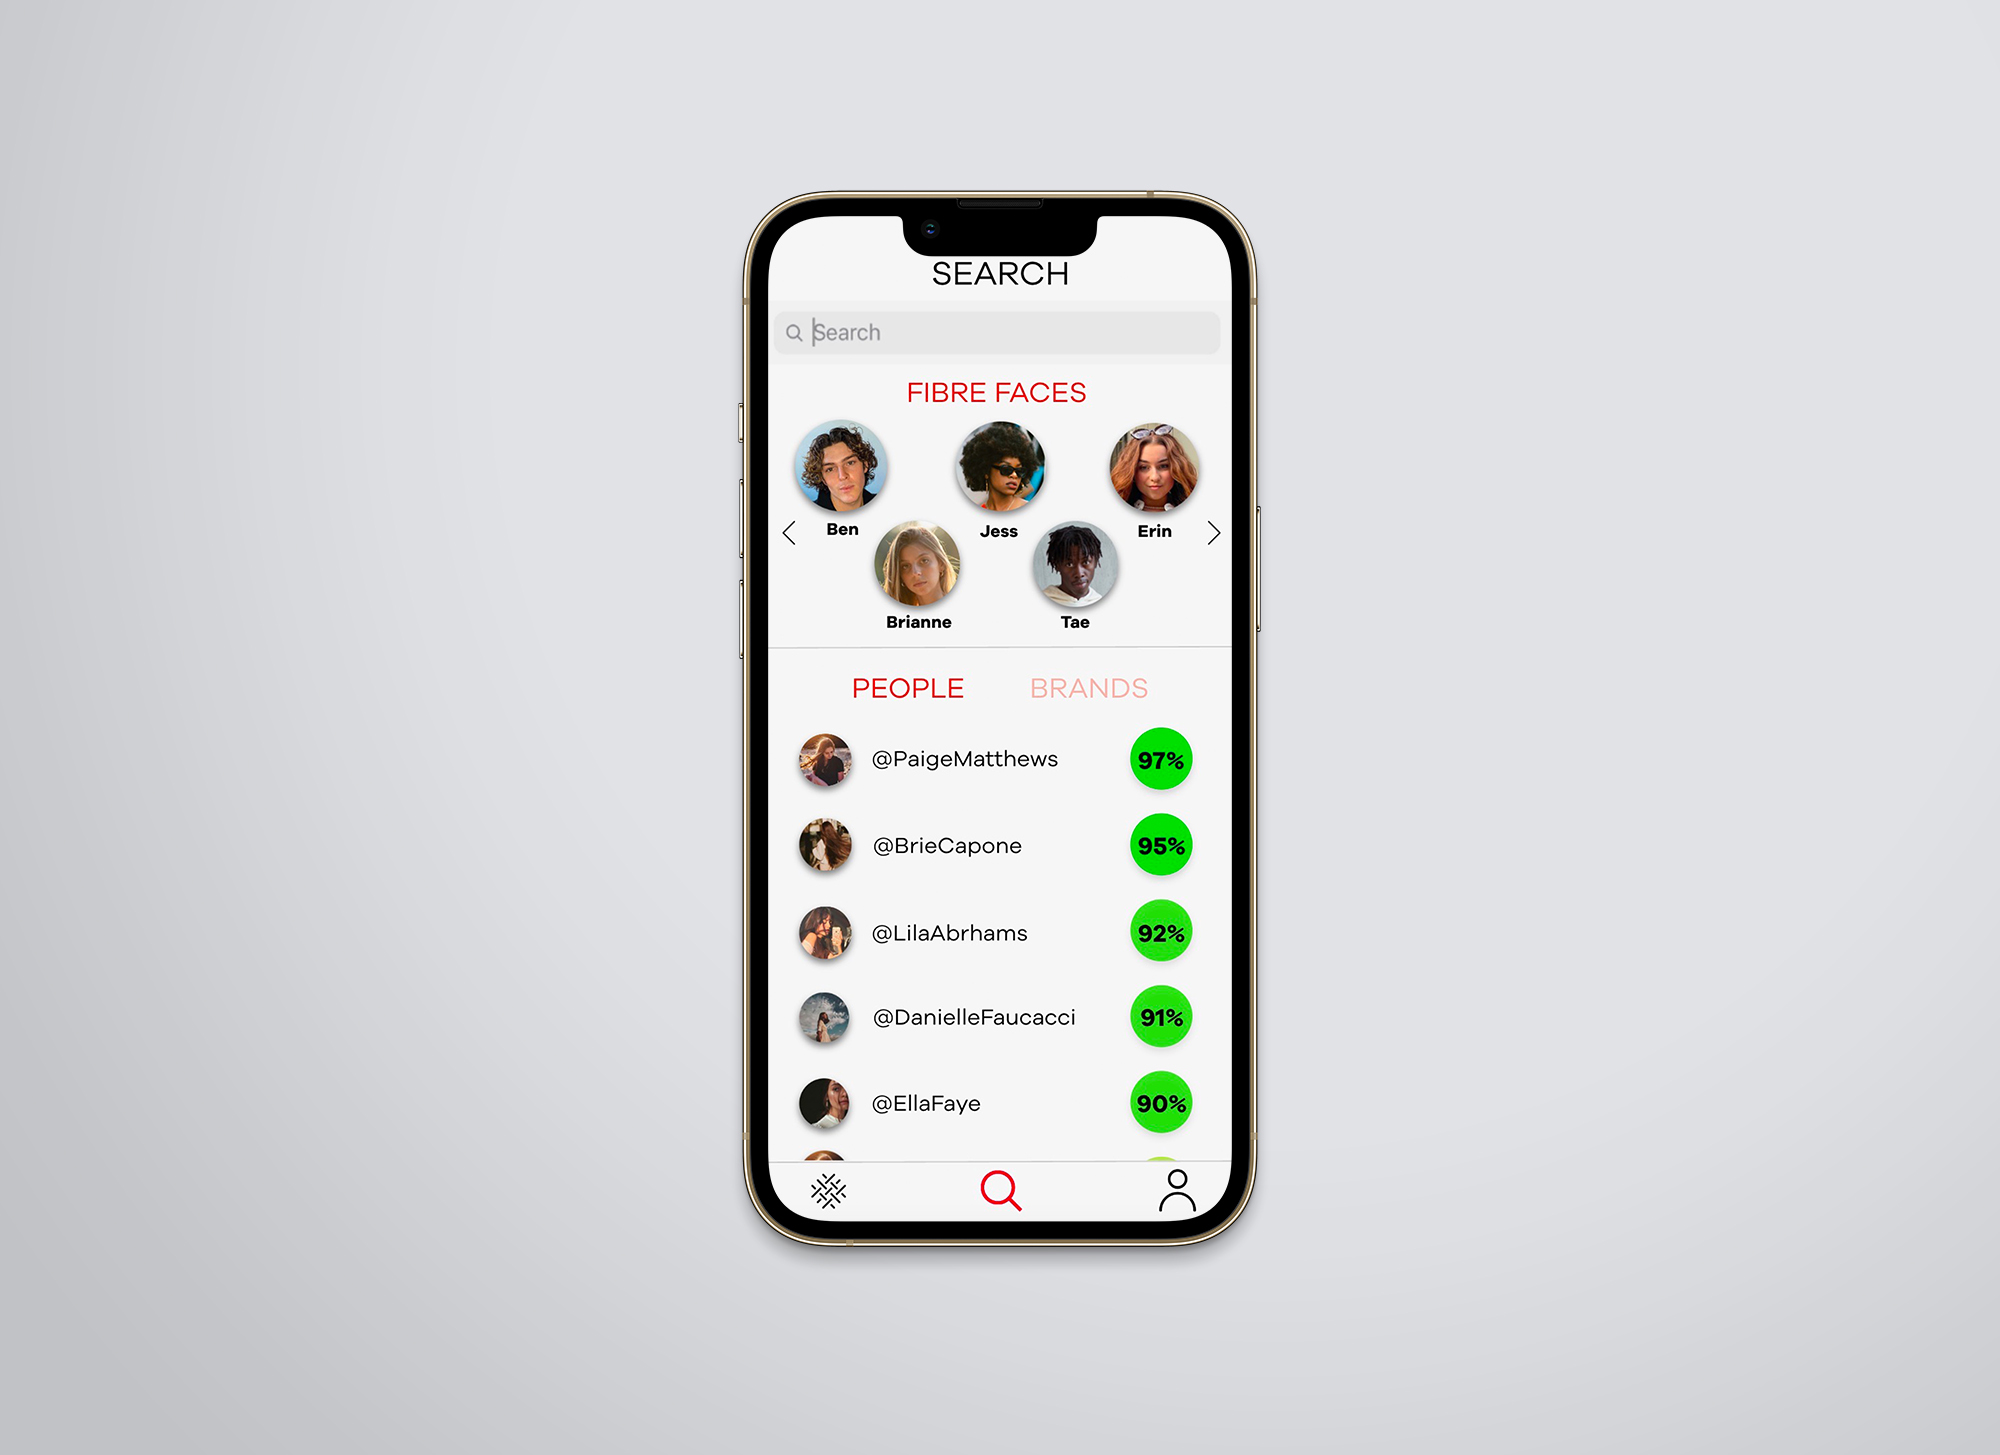 SEARCH
Search
FIBRE FACES
Ben
Jess
Erin
Brianne
Tae
PEOPLE BRANDS
@PaigeMatthews 97%
@BrieCapone 95%
@LilaAbrhams 92%
@DanielleFaucacci 91%
@EllaFaye 90%